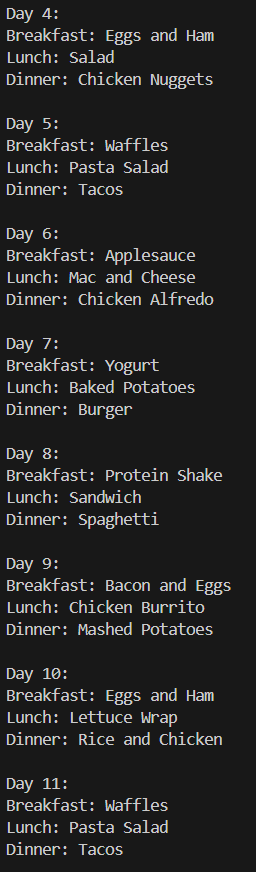 Day 4:
Breakfast: Eggs and Ham
Lunch: Salad
Dinner: Chicken Nuggets
Day 5:
Breakfast: Waffles
Lunch: Pasta Salad
Dinner: Tacos
Day 6:
Breakfast: Applesauce
Lunch: Mac and Cheese
Dinner: Chicken Alfredo
Day 7:
Breakfast: Yogurt
Lunch: Baked Potatoes
Dinner: Burger
Day 8:
Breakfast: Protein Shake
Lunch: Sandwich
Dinner: Spaghetti
Day 9:
Breakfast: Bacon and Eggs
Lunch: Chicken Burrito
Dinner: Mashed Potatoes
Day 10:
Breakfast: Eggs and Ham
Lunch: Lettuce Wrap
Dinner: Rice and Chicken
Day 11:
Breakfast: Waffles
Lunch: Pasta Salad
Dinner: Tacos